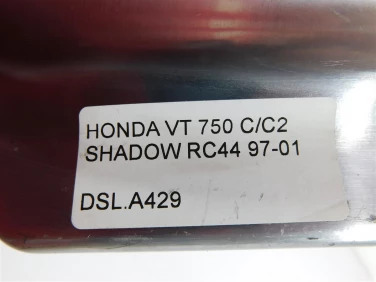 HONDA VT 750 C/C2
SHADOW RC44 97-01
DSL.A429